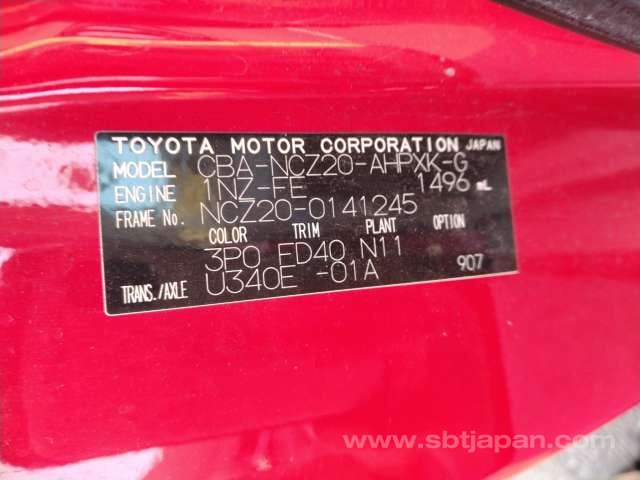 TOYOTA MOTOR CORPORATION JAPAN
MODEL CBA-NCZ20-AHPXK-G
ENGINE 1NZ-FE 1496 mL
FRAME No. NCZ20-0141245
COLOR TRIM PLANT OPTION
3P0 FD40 N11
TRANS./AXLE U340E -01A 907
www.sbtjapan.com